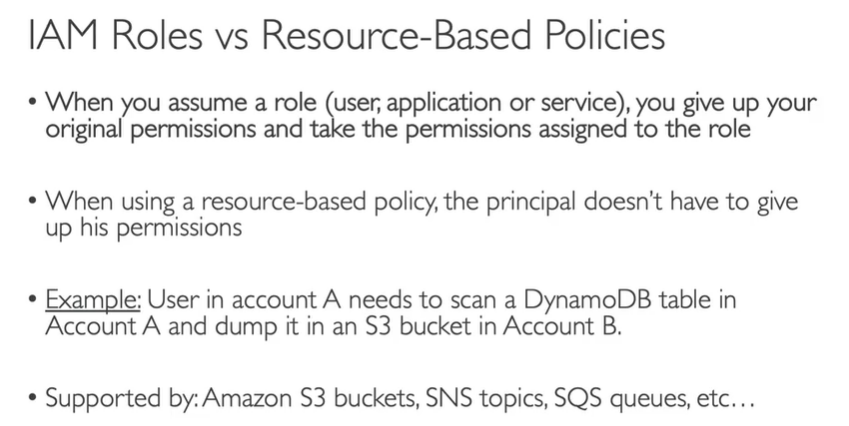 IAM Roles vs Resource-Based Policies
• When you assume a role (user, application or service), you give up your
original permissions and take the permissions assigned to the role
• When using a resource-based policy, the principal doesn't have to give
up his permissions
• Example: User in account A needs to scan a DynamoDB table in
Account A and dump it in an S3 bucket in Account B.
• Supported by: Amazon S3 buckets, SNS topics, SQS queues, etc…